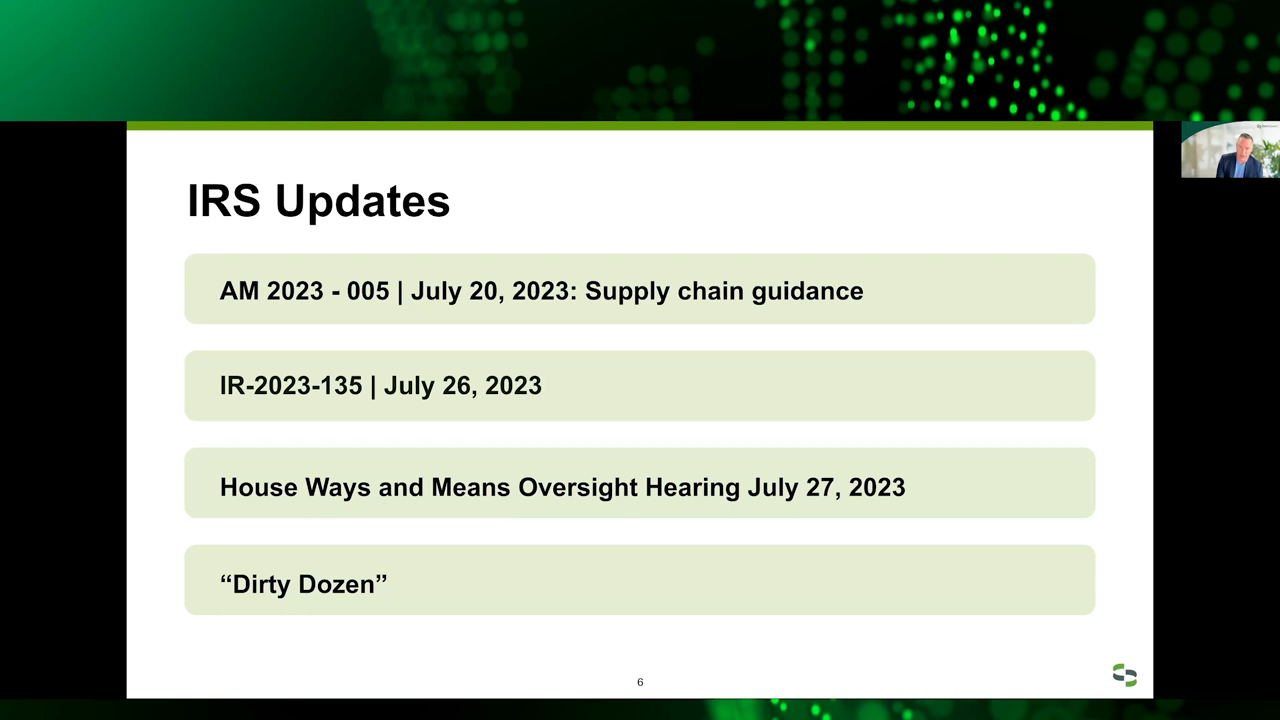 IRS Updates
AM 2023 - 005 | July 20, 2023: Supply chain guidance
IR-2023-135 | July 26, 2023
House Ways and Means Oversight Hearing July 27, 2023
“Dirty Dozen”
6